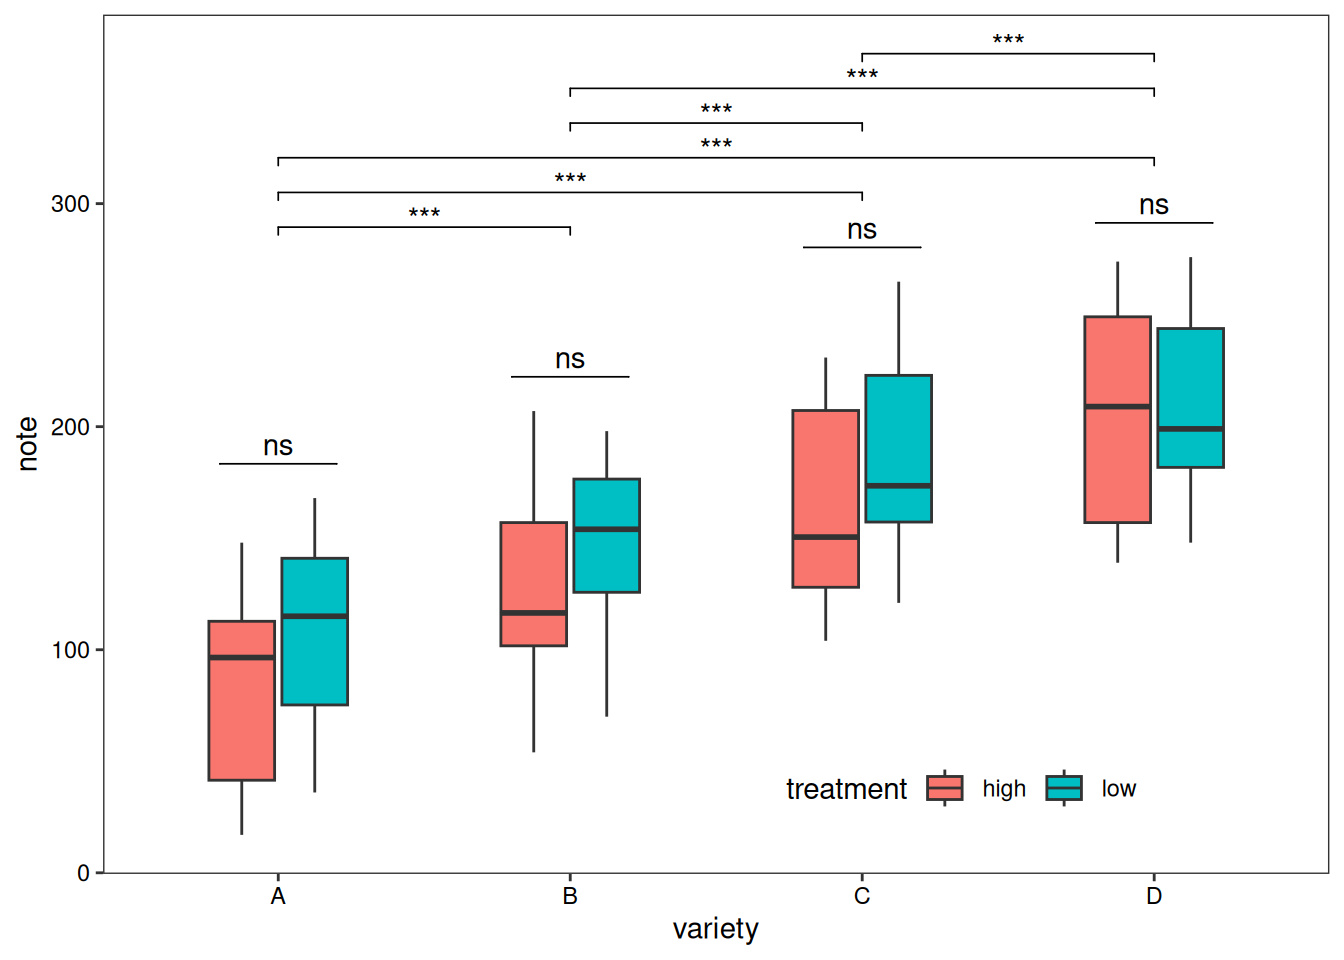 ***
***
***
***
***
***
300
ns
ns
ns
200
ns
note
100
treatment high low
0
A B C D
variety